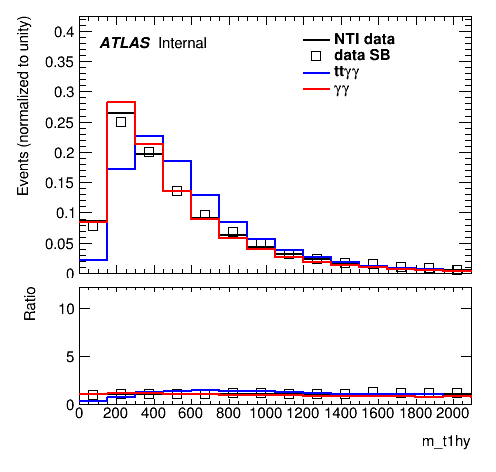 ATLAS Internal
NTI data
data SB
ttγγ
γγ
Events (normalized to unity)
0.4
0.35
0.3
0.25
0.2
0.15
0.1
0.05
0
Ratio
10
5
0
0 200 400 600 800 1000 1200 1400 1600 1800 2000
m_t1hy